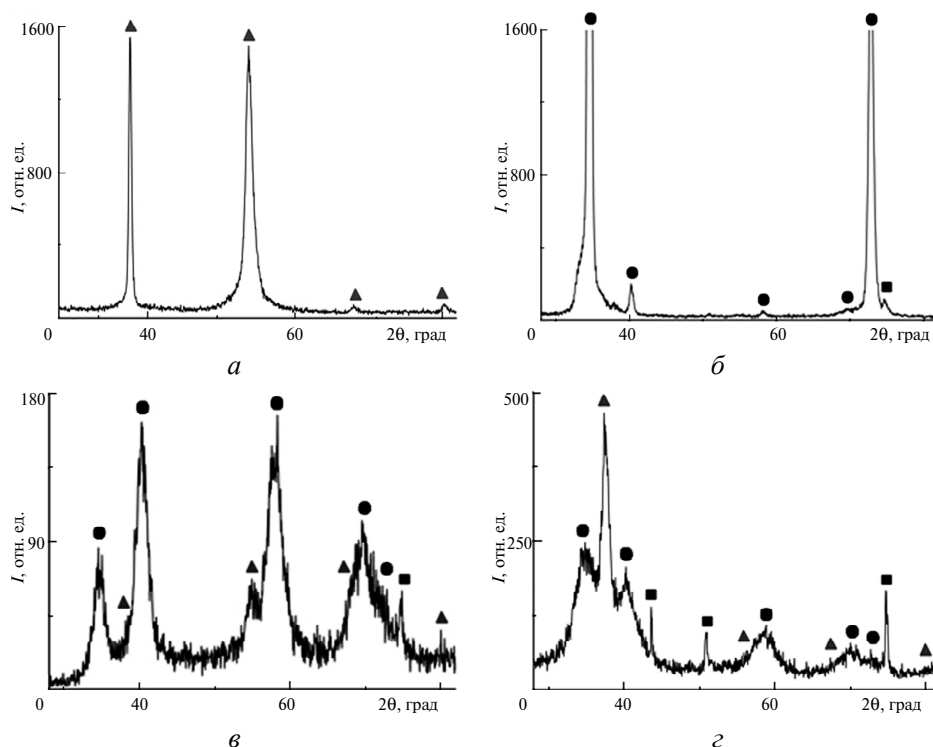 1600
800
I, отн. ед.
0 40 60 2θ, град
а
1600
800
I, отн. ед.
0 40 60 2θ, град
б
180
90
I, отн. ед.
0 40 60 2θ, град
в
500
250
I, отн. ед.
0 40 60 2θ, град
г